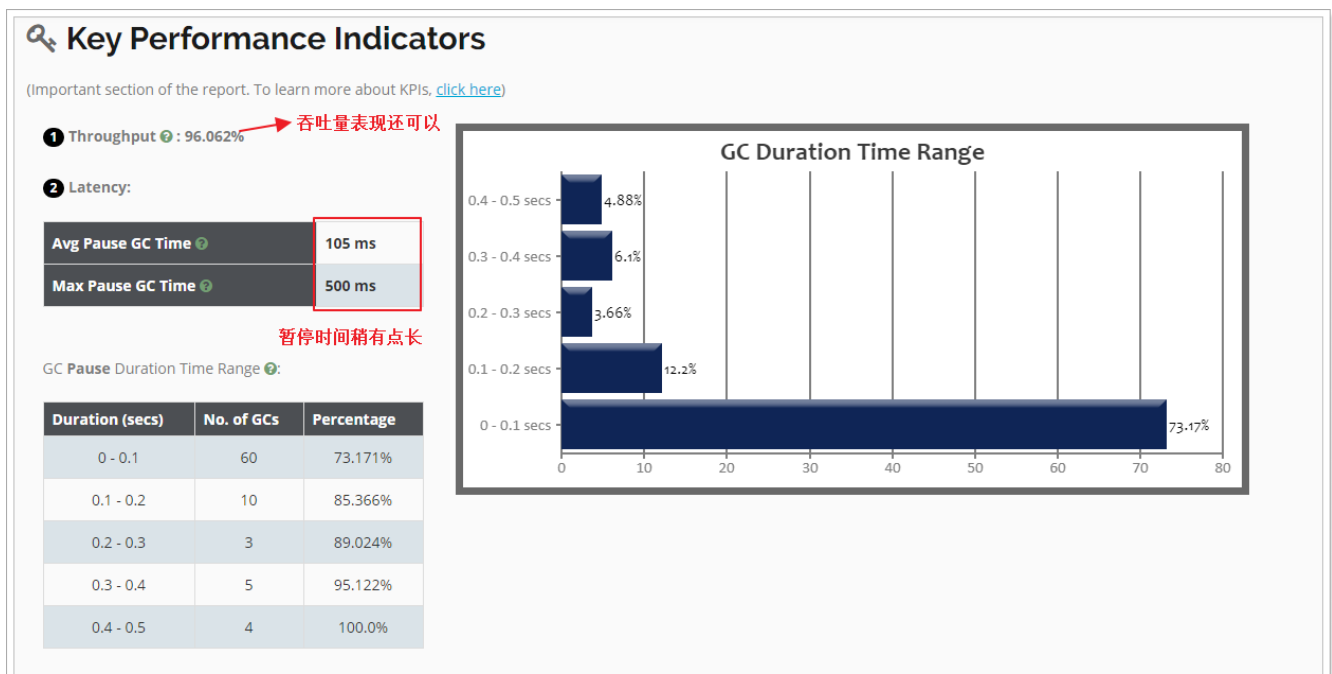 Key Performance Indicators
(Important section of the report. To learn more about KPIs, click here)
1 Throughput ? : 96.062%
吞吐量表现还可以
2 Latency:
Avg Pause GC Time ? 105 ms
Max Pause GC Time ? 500 ms
暂停时间稍有点长
GC Pause Duration Time Range ?:
Duration (secs) No. of GCs Percentage
0 - 0.1 60 73.171%
0.1 - 0.2 10 85.366%
0.2 - 0.3 3 89.024%
0.3 - 0.4 5 95.122%
0.4 - 0.5 4 100.0%
GC Duration Time Range
0.4 - 0.5 secs 4.88%
0.3 - 0.4 secs 6.1%
0.2 - 0.3 secs 3.66%
0.1 - 0.2 secs 12.2%
0 - 0.1 secs 73.17%
0 10 20 30 40 50 60 70 80